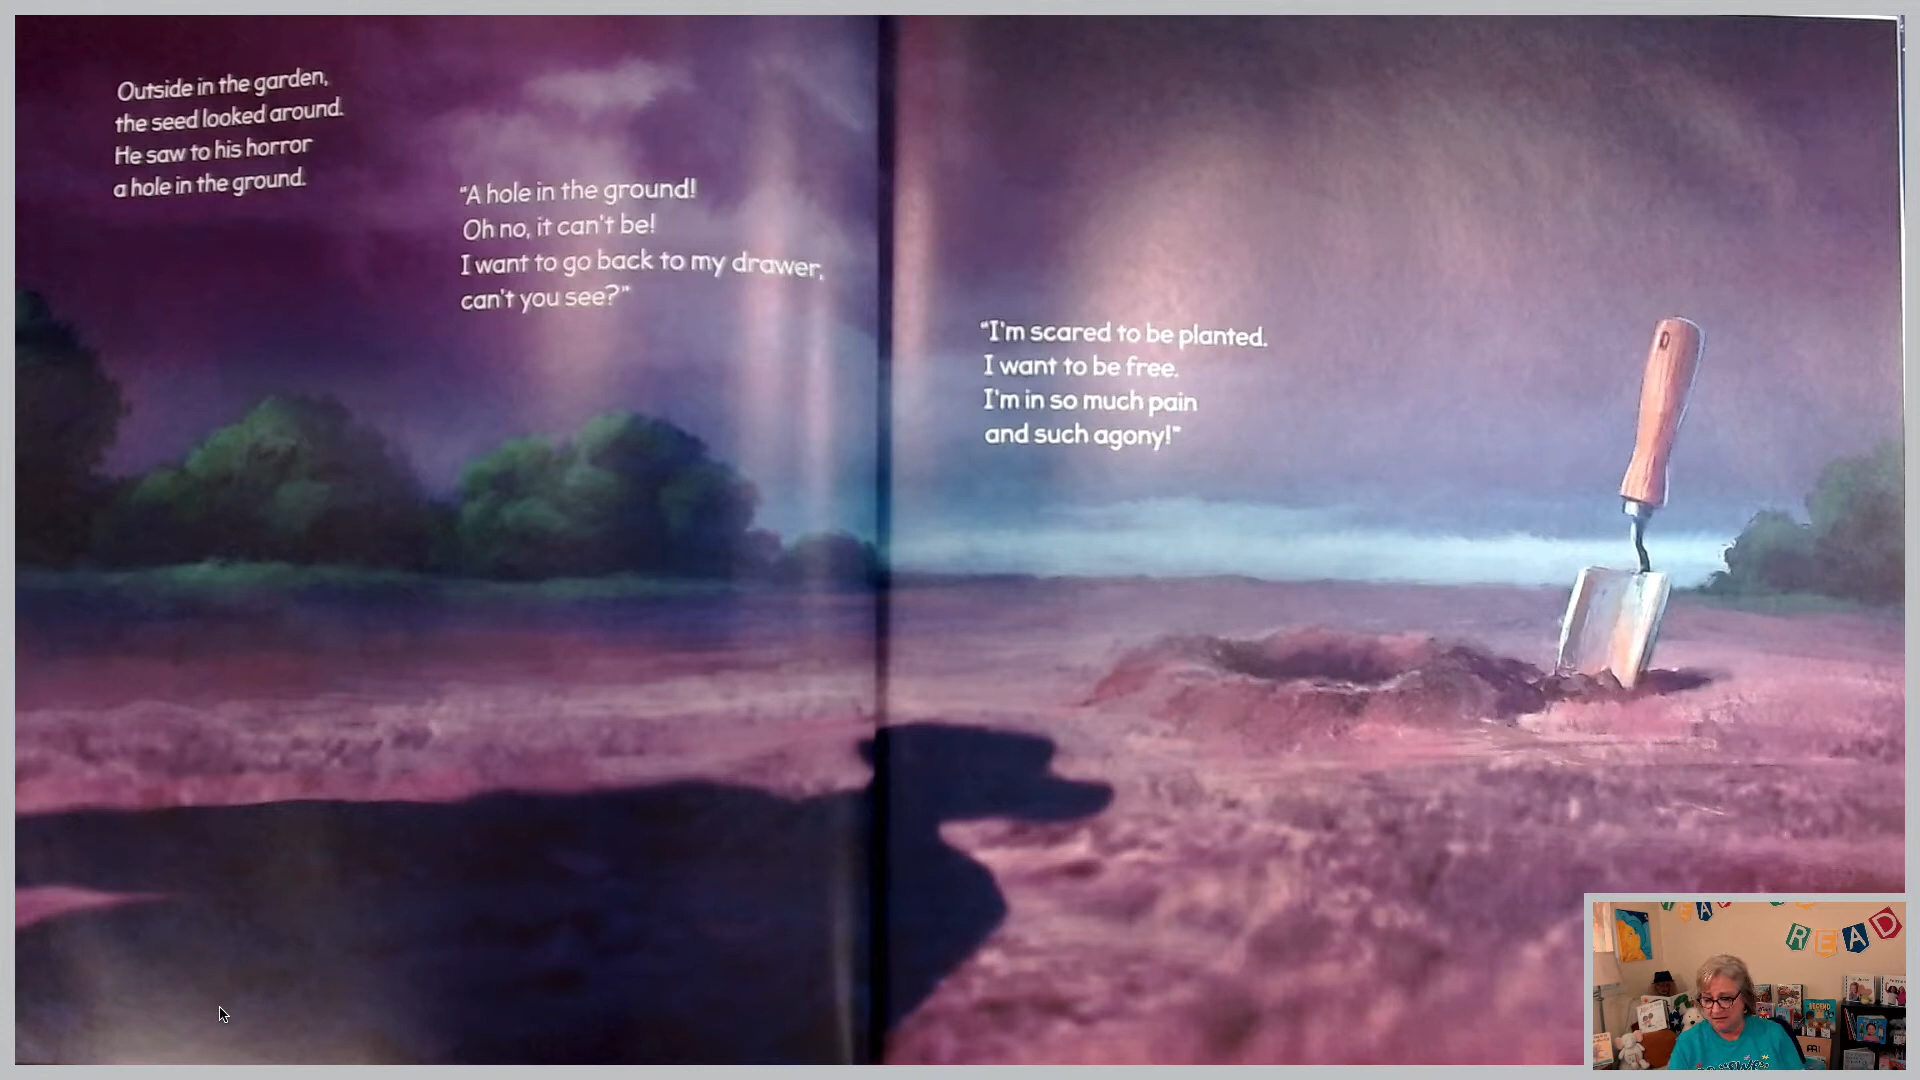 Outside in the garden,
the seed looked around.
He saw to his horror
a hole in the ground.
“A hole in the ground!
Oh no, it can't be!
I want to go back to my drawer,
can't you see?”
“I'm scared to be planted.
I want to be free.
I'm in so much pain
and such agony!”
READ